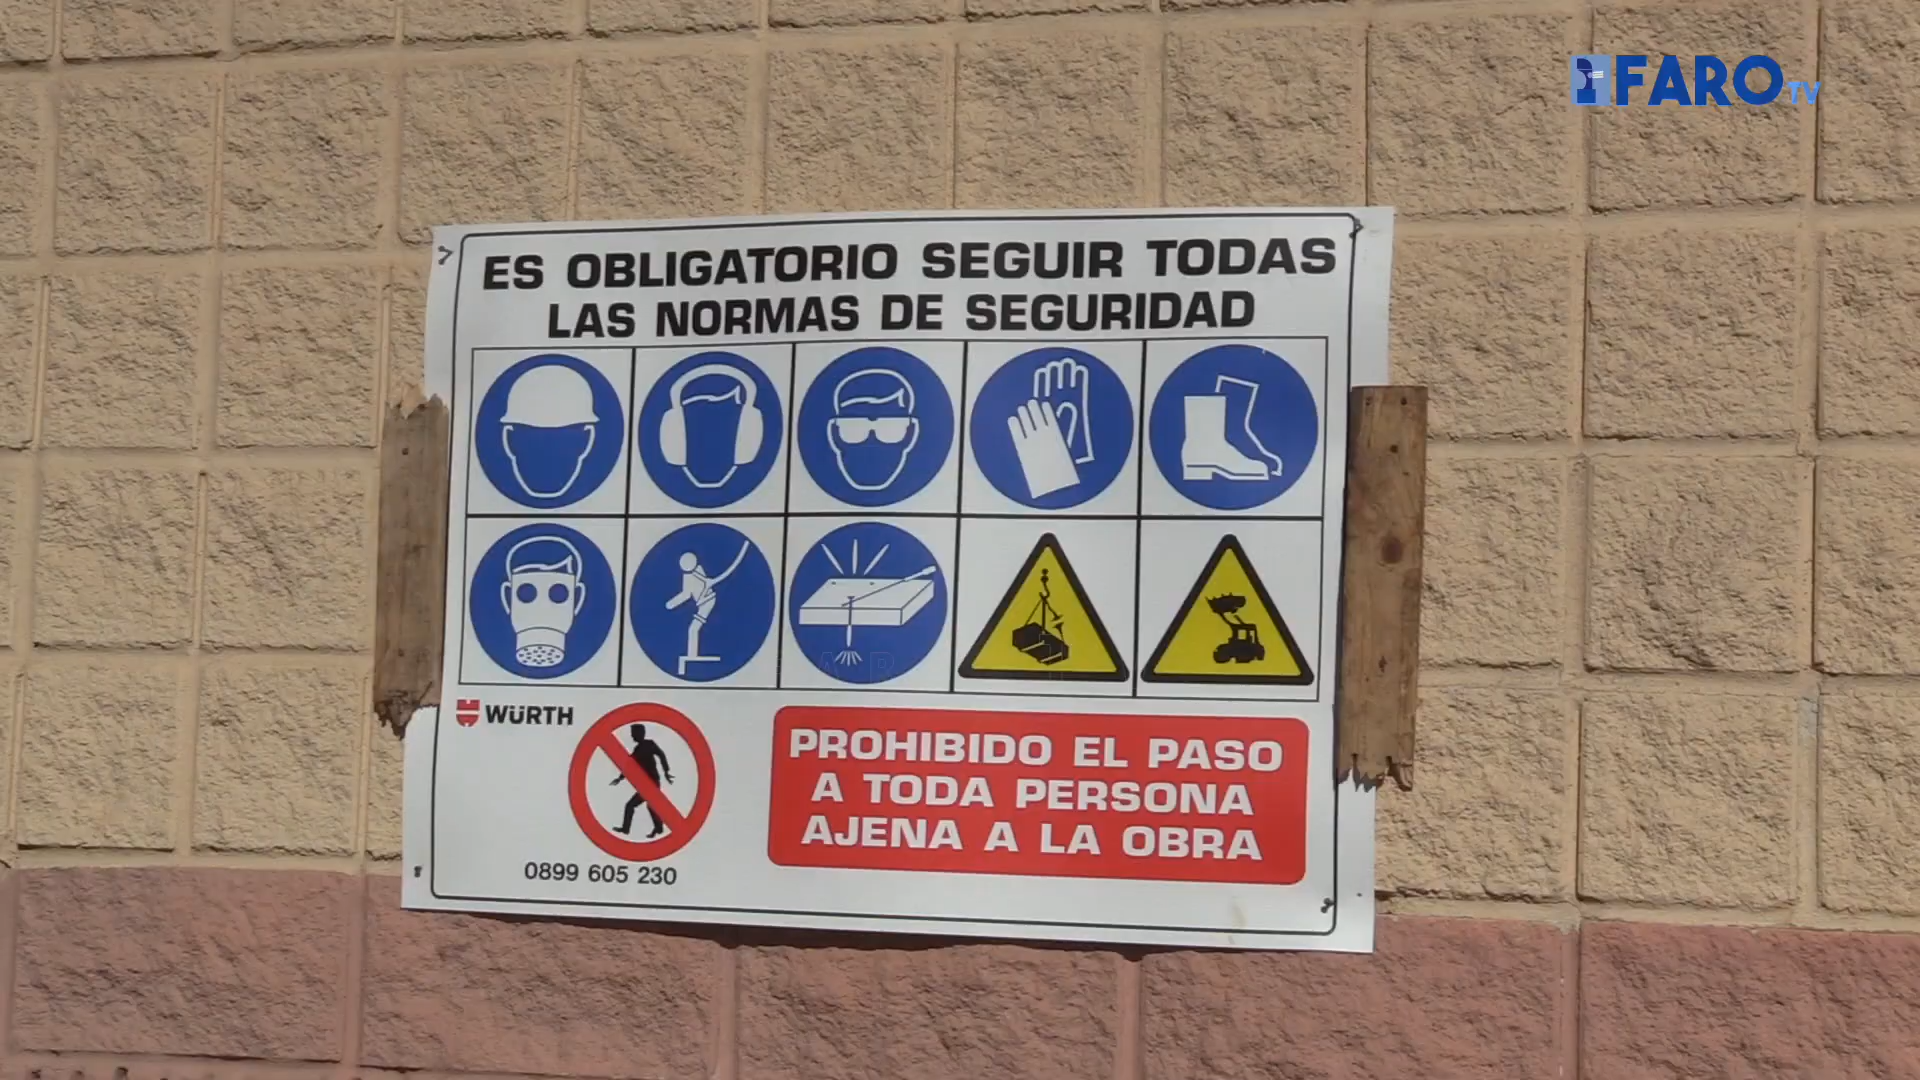 FARO TV
ES OBLIGATORIO SEGUIR TODAS
LAS NORMAS DE SEGURIDAD
WÜRTH
PROHIBIDO EL PASO
A TODA PERSONA
AJENA A LA OBRA
0899 605 230